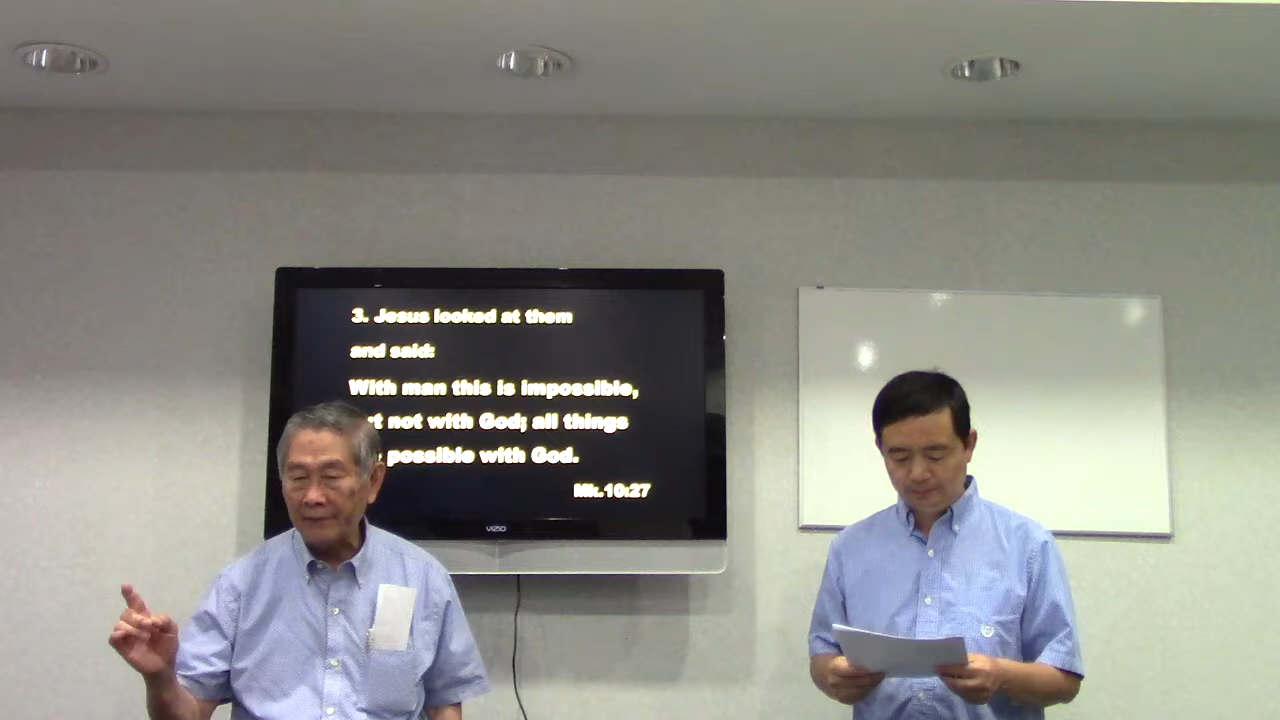 3. Jesus looked at them
and said:
With man this is impossible,
not with God; all things
possible with God.
Mk.10:27
VIZIO